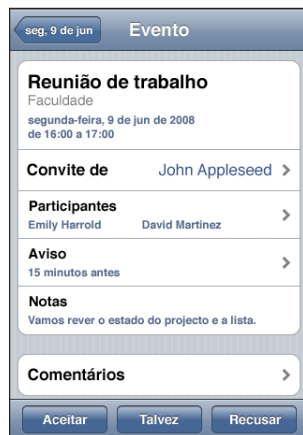 seg, 9 de jun
Evento
Reunião de trabalho
Faculdade
segunda-feira, 9 de jun de 2008
de 16:00 a 17:00
Convite de John Appleseed
Participantes
Emily Harrold David Martinez
Aviso
15 minutos antes
Notas
Vamos rever o estado do projecto e a lista.
Comentários
Aceitar Talvez Recusar